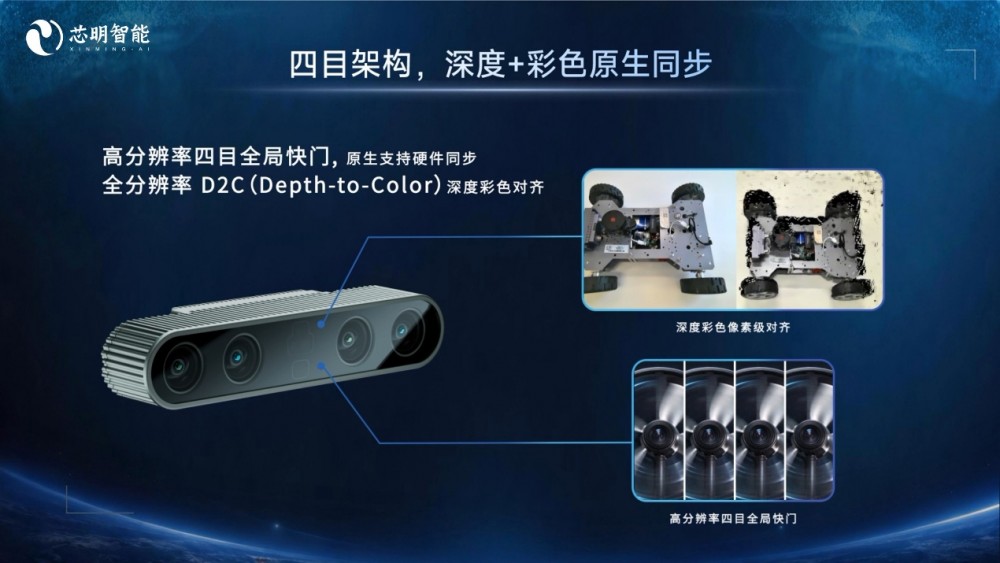 芯明智能
XINMING·AI
四目架构，深度+彩色原生同步
高分辨率四目全局快门，原生支持硬件同步
全分辨率 D2C（Depth-to-Color）深度彩色对齐
深度彩色像素级对齐
高分辨率四目全局快门